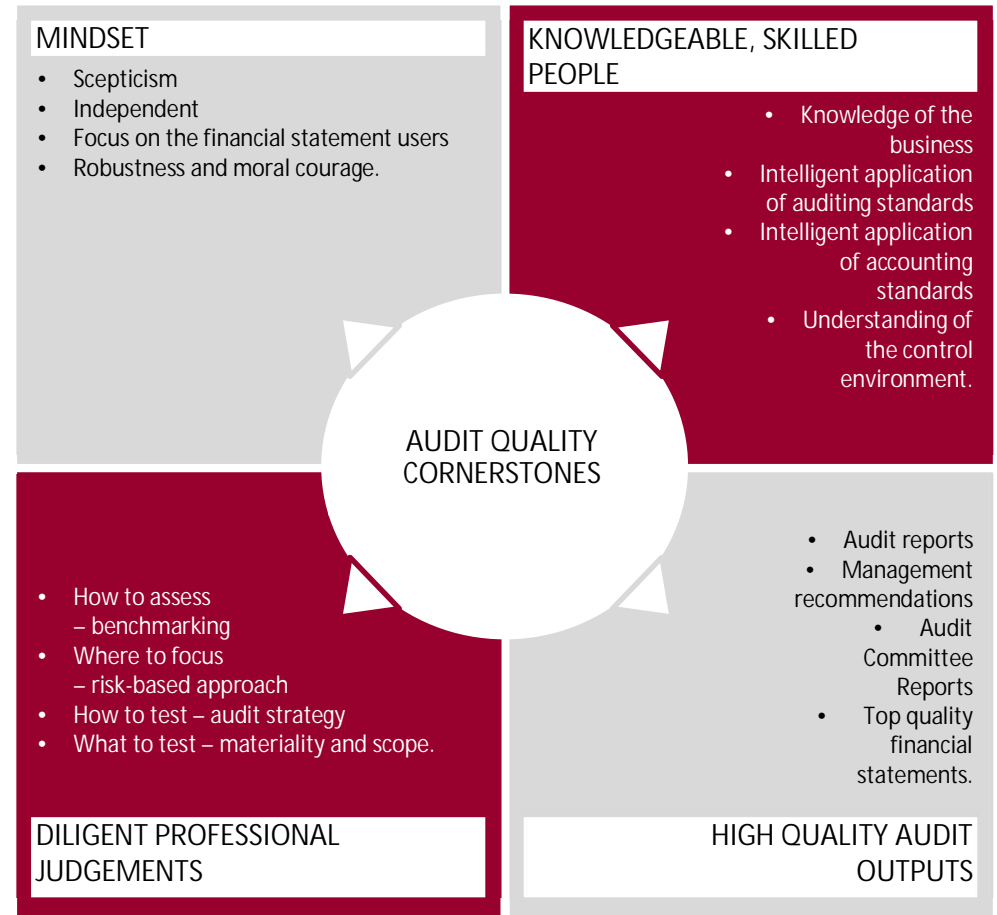 MINDSET
• Scepticism
• Independent
• Focus on the financial statement users
• Robustness and moral courage.
KNOWLEDGEABLE, SKILLED
PEOPLE
• Knowledge of the
business
• Intelligent application
of auditing standards
• Intelligent application
of accounting
standards
• Understanding of
the control
environment.
AUDIT QUALITY
CORNERSTONES
• How to assess
– benchmarking
• Where to focus
– risk-based approach
• How to test – audit strategy
• What to test – materiality and scope.
DILIGENT PROFESSIONAL
JUDGEMENTS
• Audit reports
• Management
recommendations
• Audit
Committee
Reports
• Top quality
financial
statements.
HIGH QUALITY AUDIT
OUTPUTS